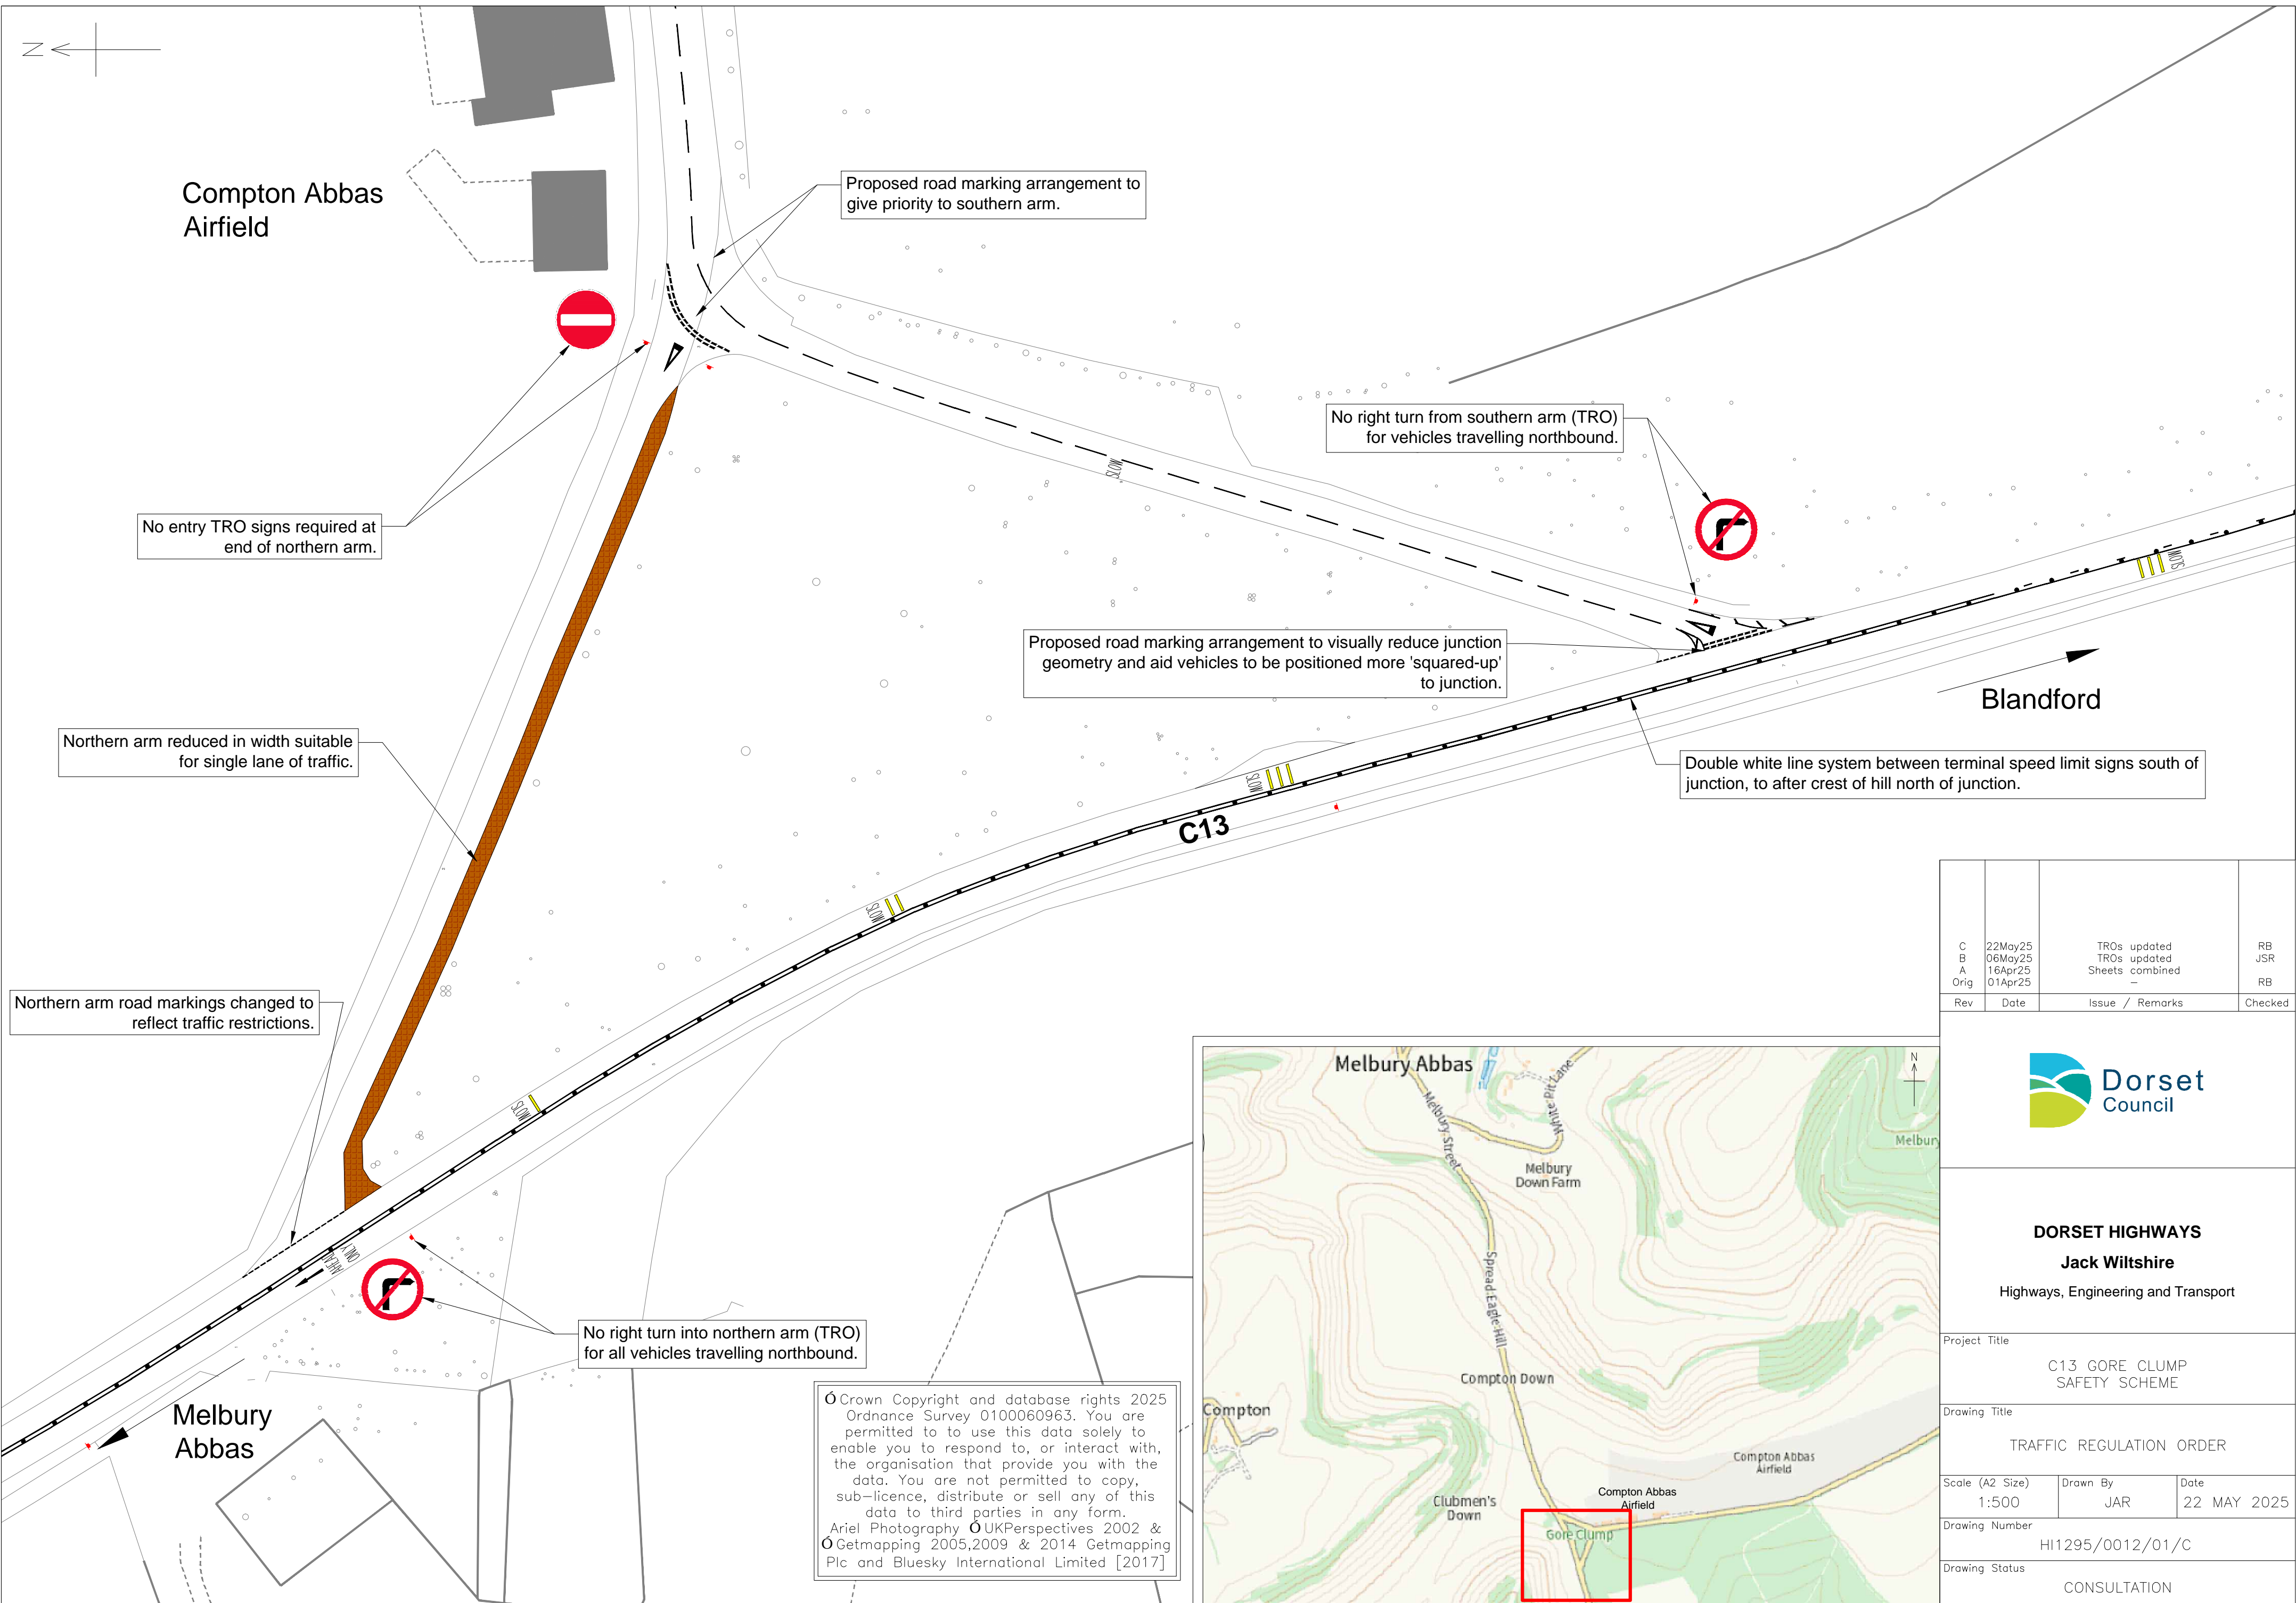 N
Compton Abbas
Airfield
Proposed road marking arrangement to
give priority to southern arm.
No right turn from southern arm (TRO)
for vehicles travelling northbound.
No entry TRO signs required at
end of northern arm.
SLOW
SLOW
Proposed road marking arrangement to visually reduce junction
geometry and aid vehicles to be positioned more 'squared-up'
to junction.
Blandford
Northern arm reduced in width suitable
for single lane of traffic.
Double white line system between terminal speed limit signs south of
junction, to after crest of hill north of junction.
SLOW
C13
SLOW
Northern arm road markings changed to
reflect traffic restrictions.
SLOW
AHEAD
ONLY
No right turn into northern arm (TRO)
for all vehicles travelling northbound.
Melbury
Abbas
Ó Crown Copyright and database rights 2025
Ordnance Survey 0100060963. You are
permitted to to use this data solely to
enable you to respond to, or interact with,
the organisation that provide you with the
data. You are not permitted to copy,
sub-licence, distribute or sell any of this
data to third parties in any form.
Ariel Photography Ó UKPerspectives 2002 &
Ó Getmapping 2005,2009 & 2014 Getmapping
Plc and Bluesky International Limited [2017]
Melbury Abbas
N
White Pit Lane
Melbury Street
Melbury
Melbury
Down Farm
Spread Eagle Hill
Compton Down
Compton
Compton Abbas
Airfield
Compton Abbas
Airfield
Clubmen's
Down
Gore Clump
C 22May25 TROs updated RB
B 06May25 TROs updated JSR
A 16Apr25 Sheets combined
Orig 01Apr25 – RB
Rev Date Issue / Remarks Checked
Dorset
Council
DORSET HIGHWAYS
Jack Wiltshire
Highways, Engineering and Transport
Project Title
C13 GORE CLUMP
SAFETY SCHEME
Drawing Title
TRAFFIC REGULATION ORDER
Scale (A2 Size) Drawn By Date
1:500 JAR 22 MAY 2025
Drawing Number
HI1295/0012/01/C
Drawing Status
CONSULTATION